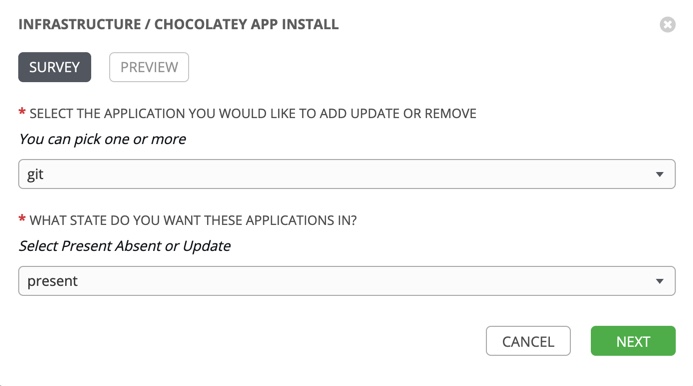 INFRASTRUCTURE / CHOCOLATEY APP INSTALL
SURVEY
PREVIEW
* SELECT THE APPLICATION YOU WOULD LIKE TO ADD UPDATE OR REMOVE
You can pick one or more
git
* WHAT STATE DO YOU WANT THESE APPLICATIONS IN?
Select Present Absent or Update
present
CANCEL
NEXT